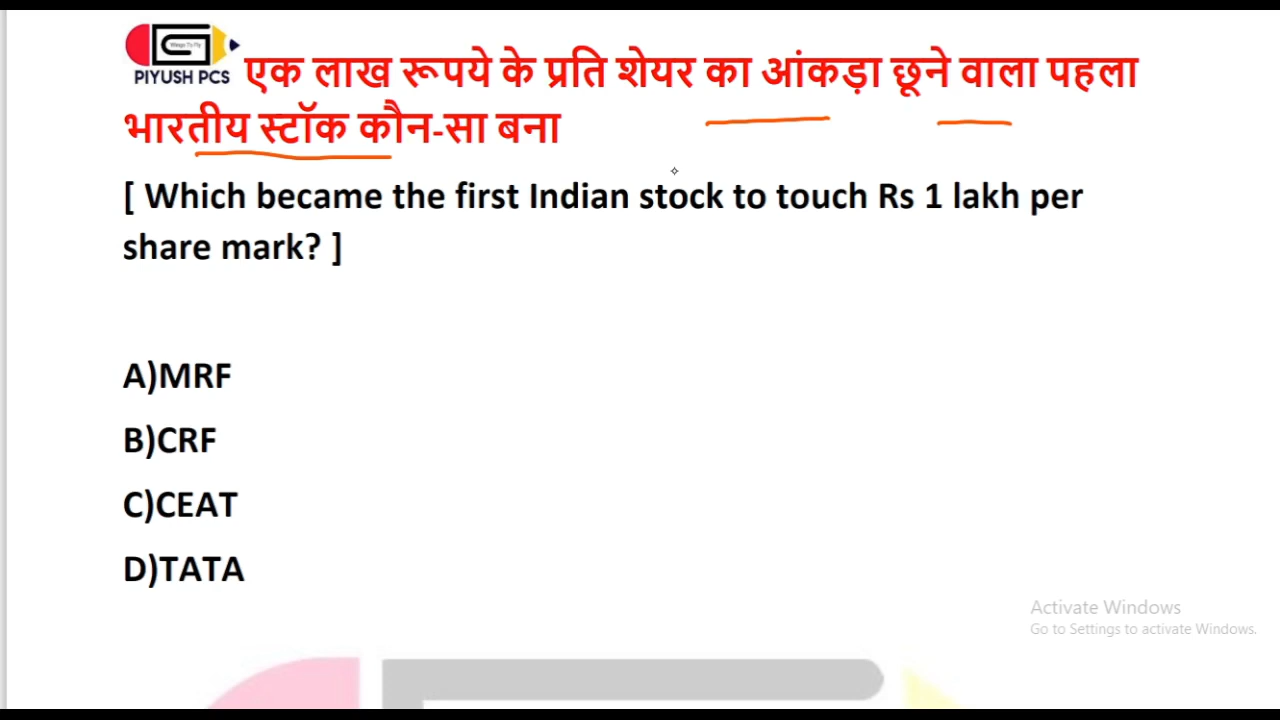 PIYUSH PCS
एक लाख रूपये के प्रति शेयर का आंकड़ा छूने वाला पहला
भारतीय स्टॉक कौन-सा बना
[ Which became the first Indian stock to touch Rs 1 lakh per
share mark? ]
A)MRF
B)CRF
C)CEAT
D)TATA
Activate Windows
Go to Settings to activate Windows.